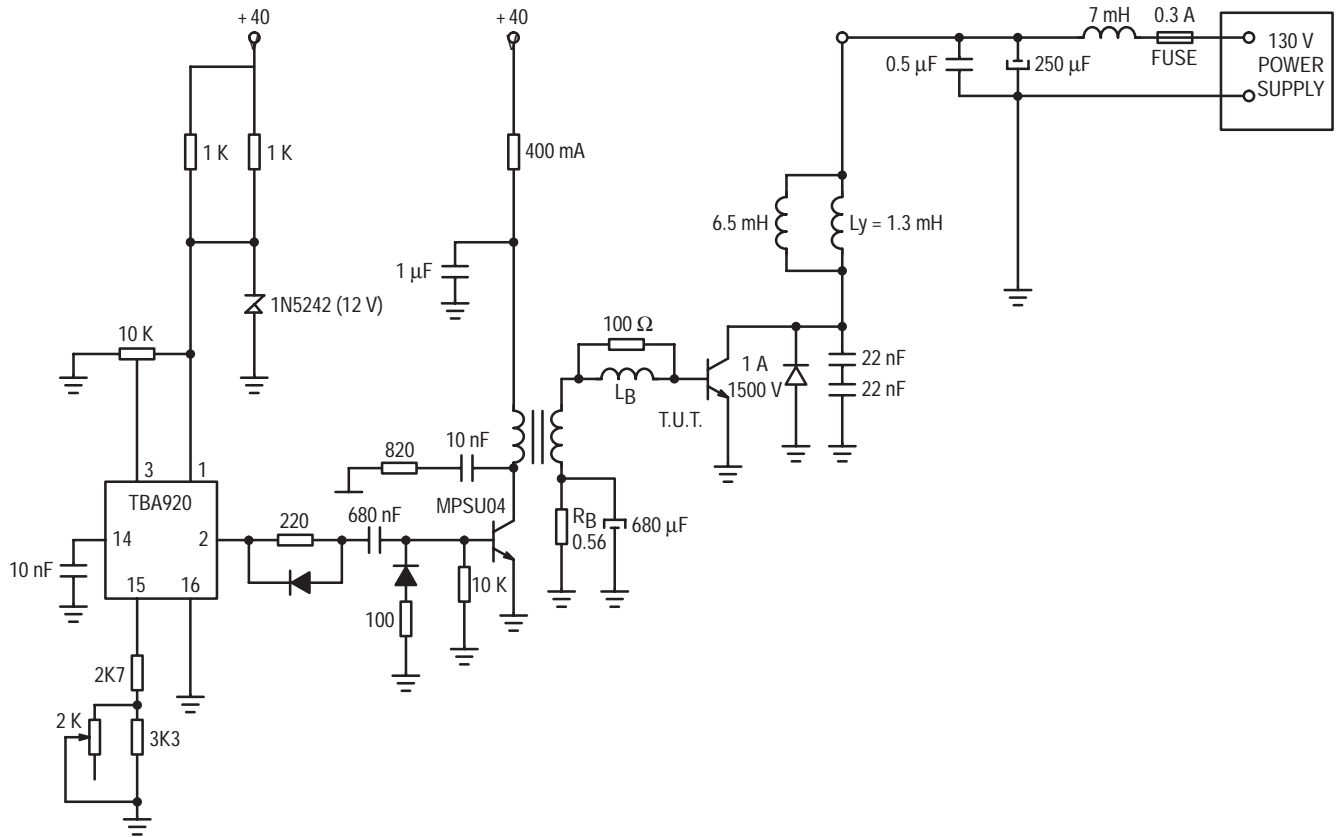 + 40
V
+ 40
V
7 mH
0.3 A
FUSE
130 V
POWER
SUPPLY
0.5 μF
250 μF
1 K
1 K
400 mA
6.5 mH
Ly = 1.3 mH
1 μF
1N5242 (12 V)
10 K
100 Ω
LB
T.U.T.
1 A
1500 V
22 nF
22 nF
820
10 nF
3
1
TBA920
14
2
15
16
10 nF
220
680 nF
MPSU04
RB
0.56
680 μF
100
10 K
2K7
2 K
3K3